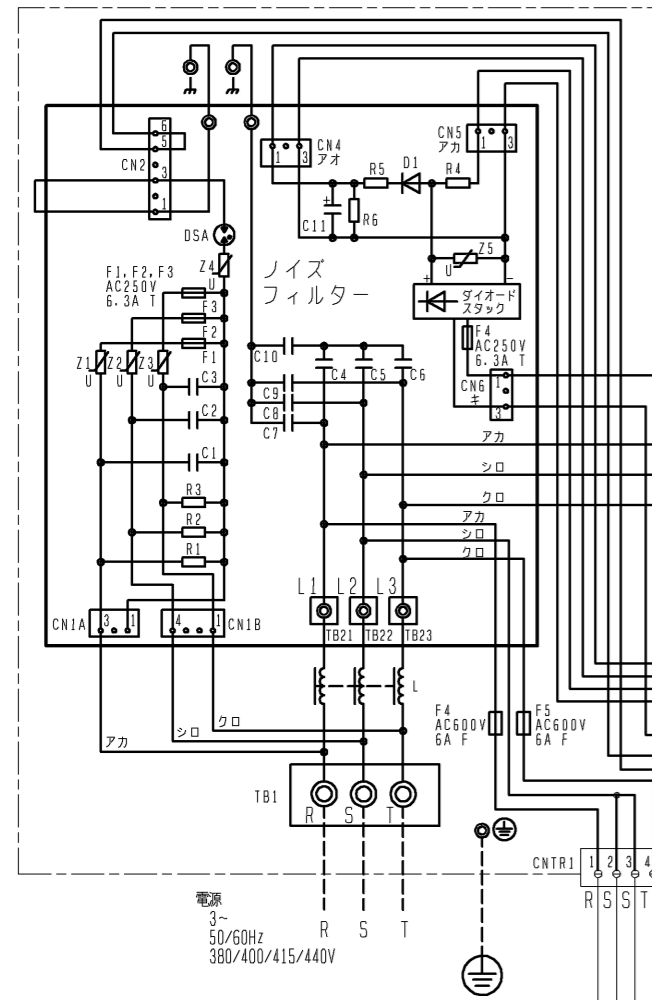 6
5
CN2
3
1
CN4
アオ
1
3
CN5
アカ
1
3
R5
D1
R4
+
C11
R6
DSA
Z4
U
ノイズ
フィルター
Z5
U
+
-
ダイオード
スタック
F1, F2, F3
AC250V
6.3A T
F3
F2
F1
F4
AC250V
6.3A T
Z1
U
Z2
U
Z3
U
C10
C4
C5
C6
C3
C9
C8
C7
C2
CN6
キ
1
3
アカ
C1
シロ
R3
クロ
R2
アカ
シロ
R1
クロ
L1
L2
L3
CN1A
3
1
4
1
CN1B
TB21
TB22
TB23
L
F4
AC600V
6A F
F5
AC600V
6A F
クロ
シロ
アカ
TB1
R
S
T
CNTR1
1
2
3
4
R
S
S
T
電源
3~
50/60Hz
380/400/415/440V
R
S
T